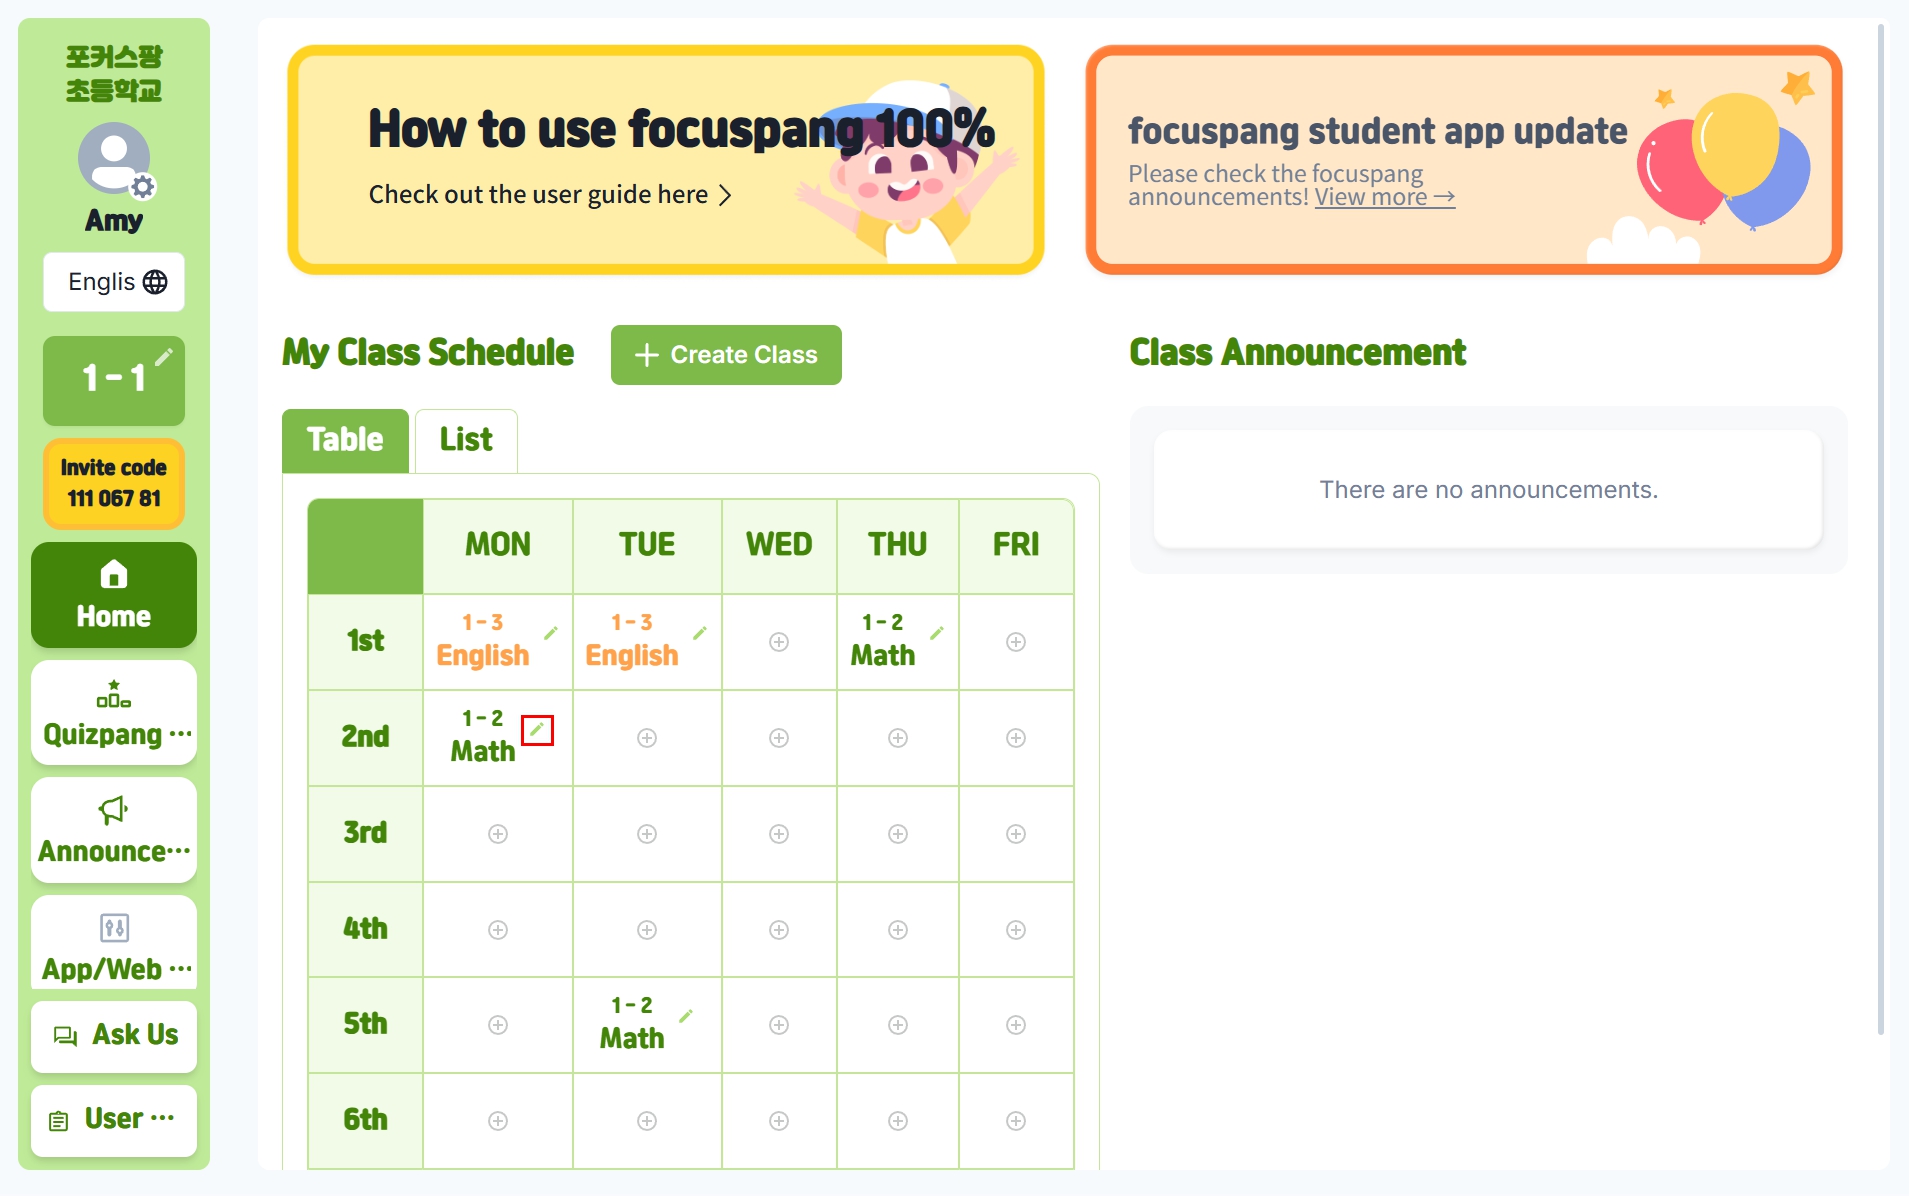 포커스팡
초등학교
Amy
Englis
1 - 1
Invite code
111 067 81
Home
Quizpang ···
Announce···
App/Web ···
Ask Us
User ···
How to use focuspang 100%
Check out the user guide here
focuspang student app update
Please check the focuspang
announcements! View more →
My Class Schedule
+ Create Class
Class Announcement
Table
List
There are no announcements.
MON TUE WED THU FRI
1st
1 - 3
English
1 - 3
English
1 - 2
Math
2nd
1 - 2
Math
3rd
4th
5th
1 - 2
Math
6th